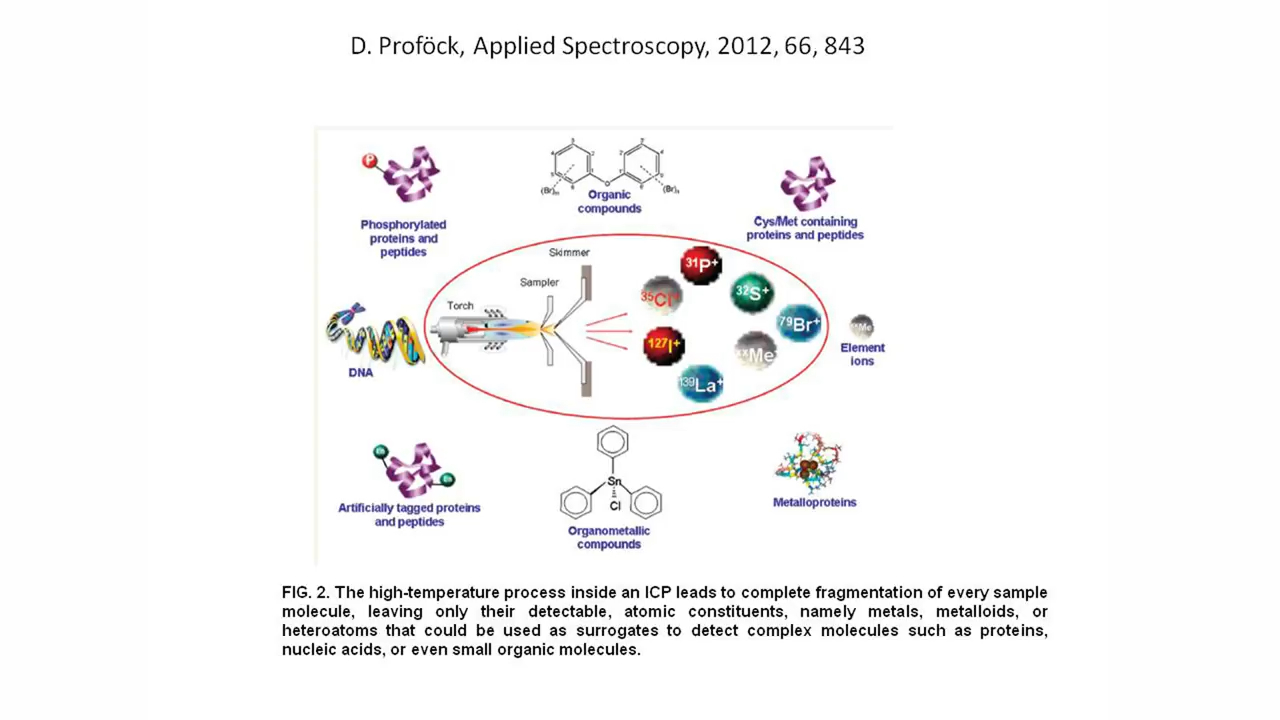 D. Proföck, Applied Spectroscopy, 2012, 66, 843
P
Phosphorylated
proteins and
peptides
(Br)m
Organic
compounds
Cys/Met containing
proteins and peptides
Torch
Sampler
Skimmer
31P+
35Cl+
32S+
79Br+
127I+
xxMe
139La+
DNA
Element
ions
Artificially tagged proteins
and peptides
Sn
Cl
Organometallic
compounds
Metalloproteins
FIG. 2. The high-temperature process inside an ICP leads to complete fragmentation of every sample
molecule, leaving only their detectable, atomic constituents, namely metals, metalloids, or
heteroatoms that could be used as surrogates to detect complex molecules such as proteins,
nucleic acids, or even small organic molecules.